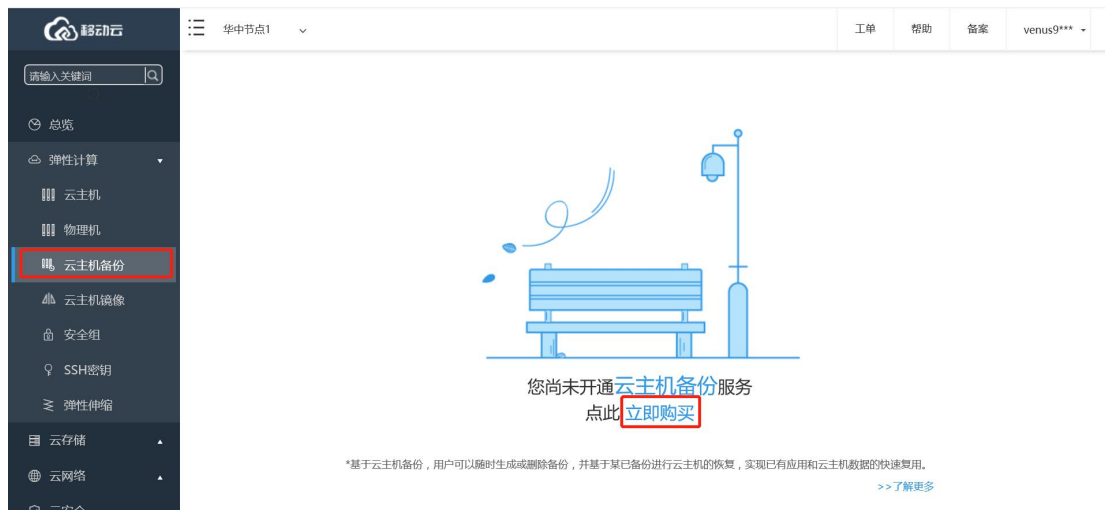 移动云
华中节点1
工单
帮助
备案
venus9***
请输入关键词
总览
弹性计算
云主机
物理机
云主机备份
云主机镜像
安全组
SSH密钥
弹性伸缩
云存储
云网络
云安全
您尚未开通云主机备份服务
点此 立即购买
*基于云主机备份，用户可以随时生成或删除备份，并基于某已备份进行云主机的恢复，实现已有应用和云主机数据的快速复用。
>>了解更多